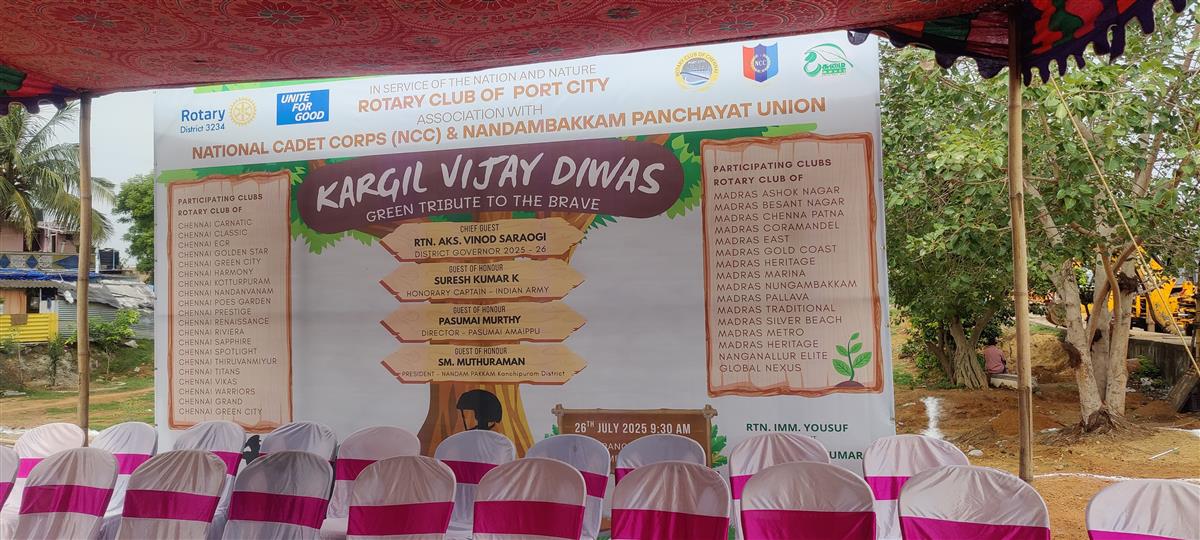 IN SERVICE OF THE NATION AND NATURE
ROTARY CLUB OF PORT CITY
ASSOCIATION WITH
NATIONAL CADET CORPS (NCC) & NANDAMBAKKAM PANCHAYAT UNION
Rotary
District 3234
UNITE
FOR
GOOD
NCC
KARGIL VIJAY DIWAS
GREEN TRIBUTE TO THE BRAVE
PARTICIPATING CLUBS
ROTARY CLUB OF
CHENNAI CARNATIC
CHENNAI CLASSIC
CHENNAI ECR
CHENNAI GOLDEN STAR
CHENNAI GREEN CITY
CHENNAI HARMONY
CHENNAI KOTTURPURAM
CHENNAI NANDANVANAM
CHENNAI POES GARDEN
CHENNAI PRESTIGE
CHENNAI RENAISSANCE
CHENNAI RIVIERA
CHENNAI SAPPHIRE
CHENNAI SPOTLIGHT
CHENNAI THIRUVANMIYUR
CHENNAI TITANS
CHENNAI VIKAS
CHENNAI WARRIORS
CHENNAI GRAND
CHENNAI GREEN CITY
CHIEF GUEST
RTN. AKS. VINOD SARAOGI
DISTRICT GOVERNOR 2025 - 26
GUEST OF HONOUR
SURESH KUMAR K
HONORARY CAPTAIN - INDIAN ARMY
GUEST OF HONOUR
PASUMAI MURTHY
DIRECTOR - PASUMAI AMAIPPU
GUEST OF HONOUR
SM. MUTHURAMAN
PRESIDENT - NANDAM PAKKAM Kanchipuram District
PARTICIPATING CLUBS
ROTARY CLUB OF
MADRAS ASHOK NAGAR
MADRAS BESANT NAGAR
MADRAS CHENNA PATNA
MADRAS COROMANDEL
MADRAS EAST
MADRAS GOLD COAST
MADRAS HERITAGE
MADRAS MARINA
MADRAS NUNGAMBAKKAM
MADRAS PALLAVA
MADRAS TRADITIONAL
MADRAS SILVER BEACH
MADRAS METRO
MADRAS HERITAGE
NANGANALLUR ELITE
GLOBAL NEXUS
26TH JULY 2025 9:30 AM
RTN. IMM. YOUSUF